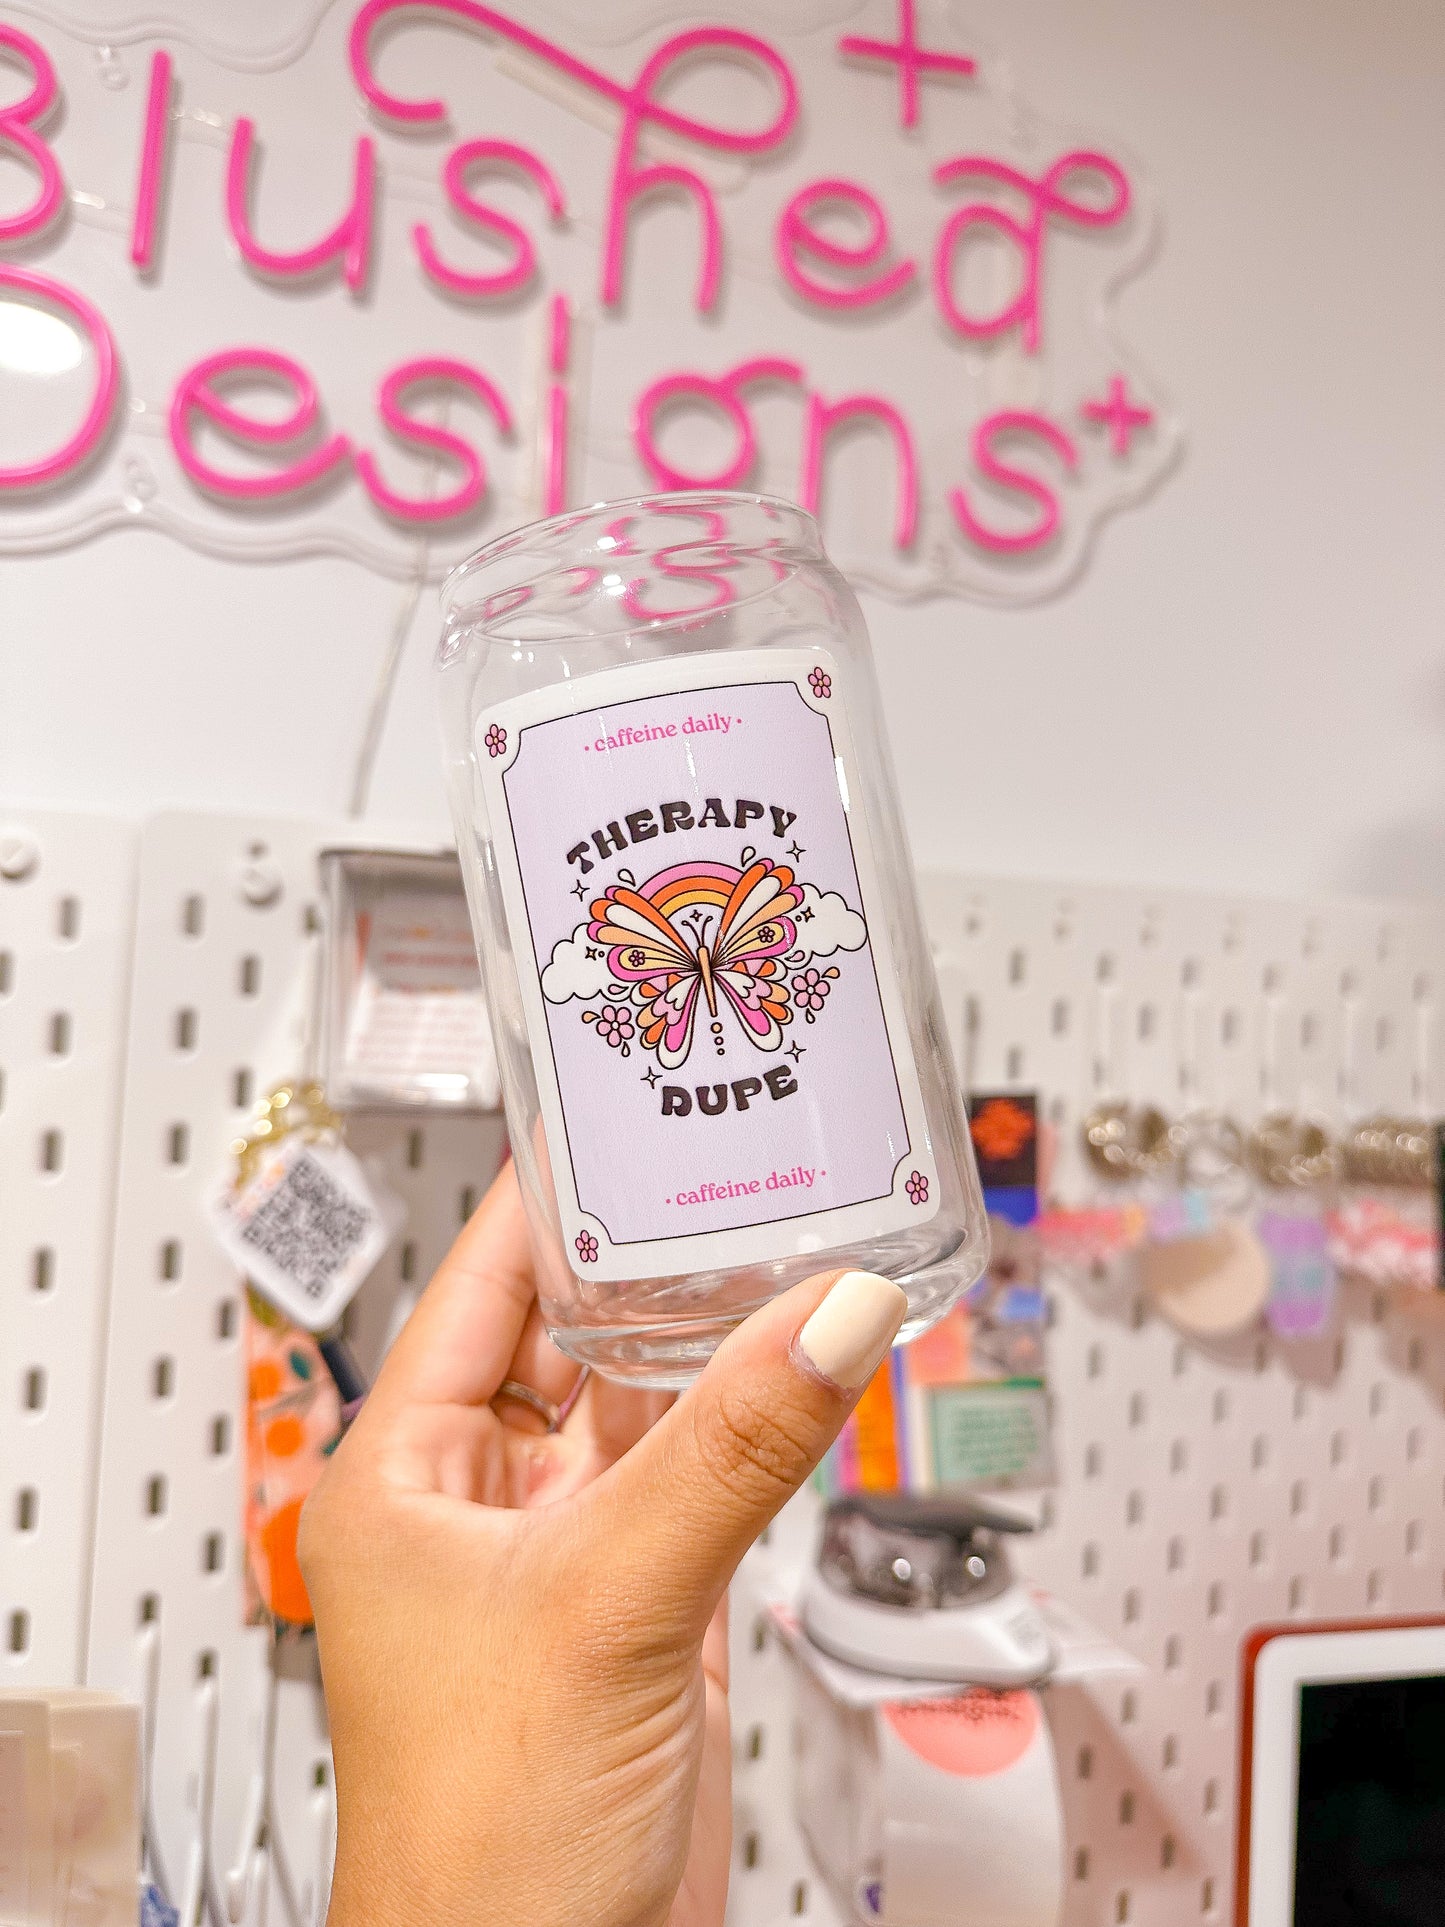 Blushed
Designs
• caffeine daily •
THERAPY
DUPE
• caffeine daily •